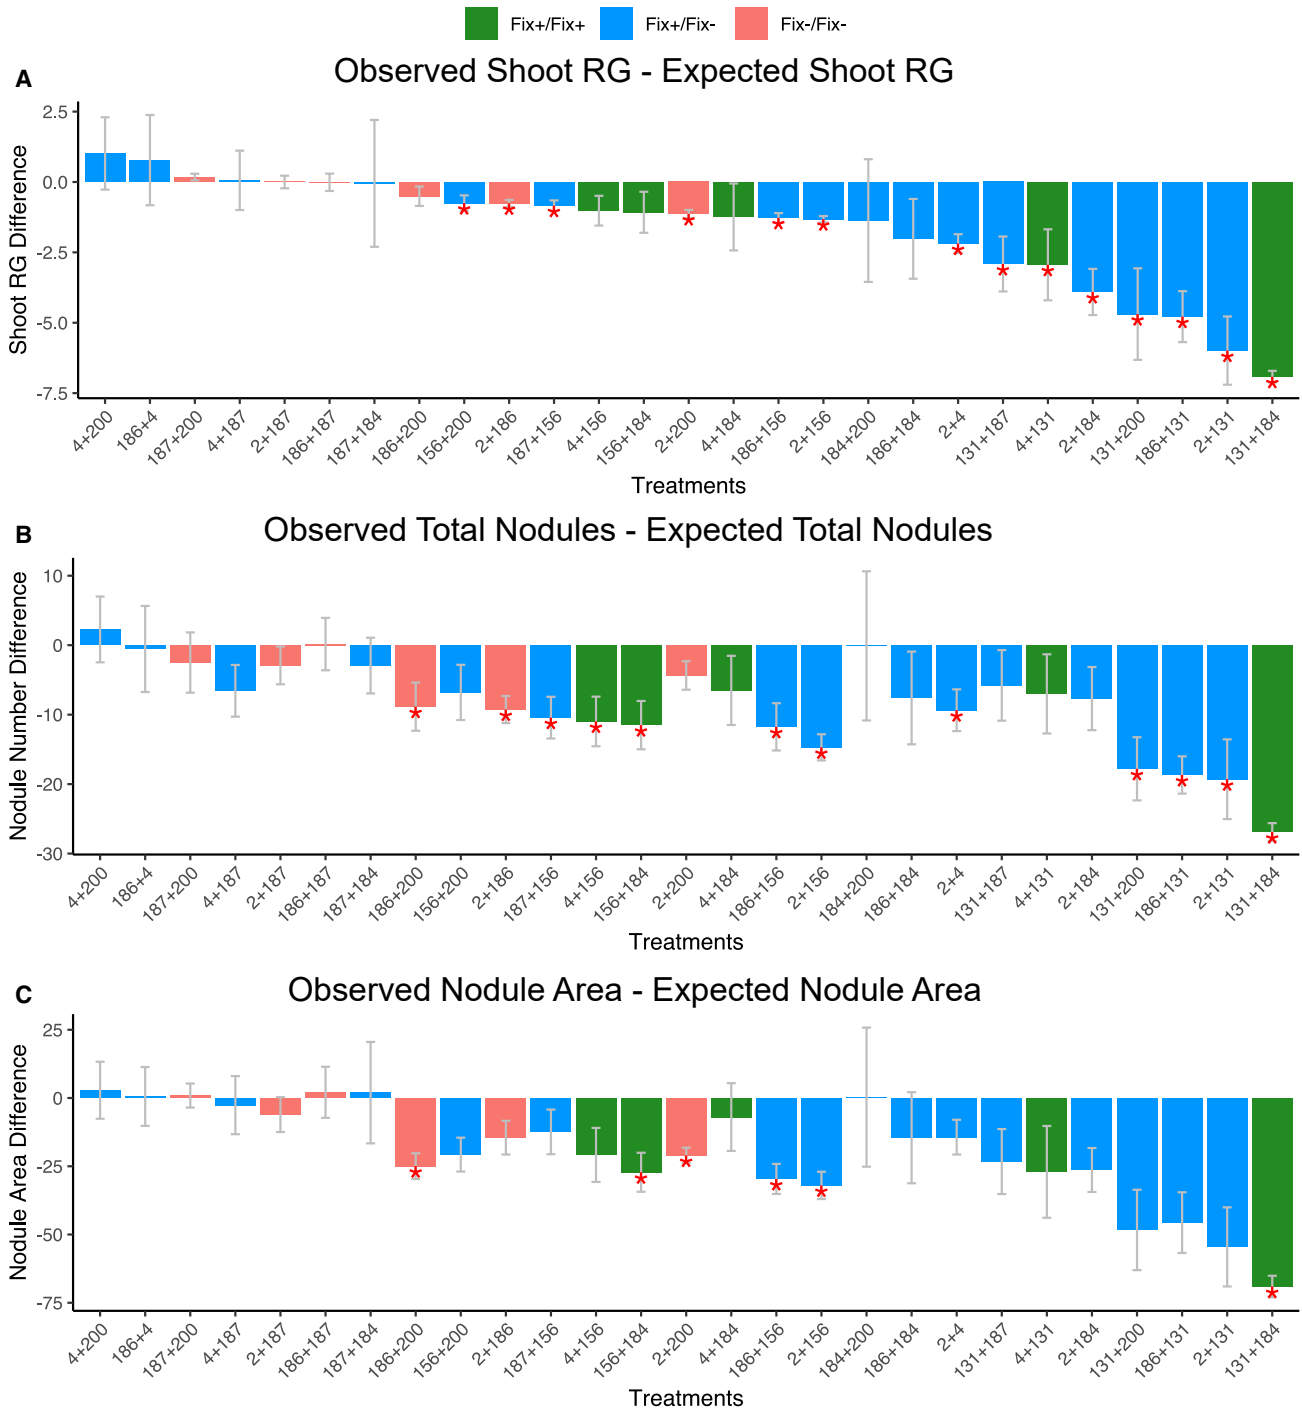 Fix+/Fix+ Fix+/Fix- Fix-/Fix-
A Observed Shoot RG - Expected Shoot RG
Shoot RG Difference
2.5
0.0
-2.5
-5.0
-7.5
4+200 186+4 187+200 4+187 2+187 186+187 187+184 186+200 156+200 2+186 187+156 4+156 156+184 2+200 4+184 186+156 2+156 184+200 186+184 2+4 131+187 4+131 2+184 131+200 186+131 2+131 131+184
Treatments
B Observed Total Nodules - Expected Total Nodules
Nodule Number Difference
10
0
-10
-20
-30
4+200 186+4 187+200 4+187 2+187 186+187 187+184 186+200 156+200 2+186 187+156 4+156 156+184 2+200 4+184 186+156 2+156 184+200 186+184 2+4 131+187 4+131 2+184 131+200 186+131 2+131 131+184
Treatments
C Observed Nodule Area - Expected Nodule Area
Nodule Area Difference
25
0
-25
-50
-75
4+200 186+4 187+200 4+187 2+187 186+187 187+184 186+200 156+200 2+186 187+156 4+156 156+184 2+200 4+184 186+156 2+156 184+200 186+184 2+4 131+187 4+131 2+184 131+200 186+131 2+131 131+184
Treatments